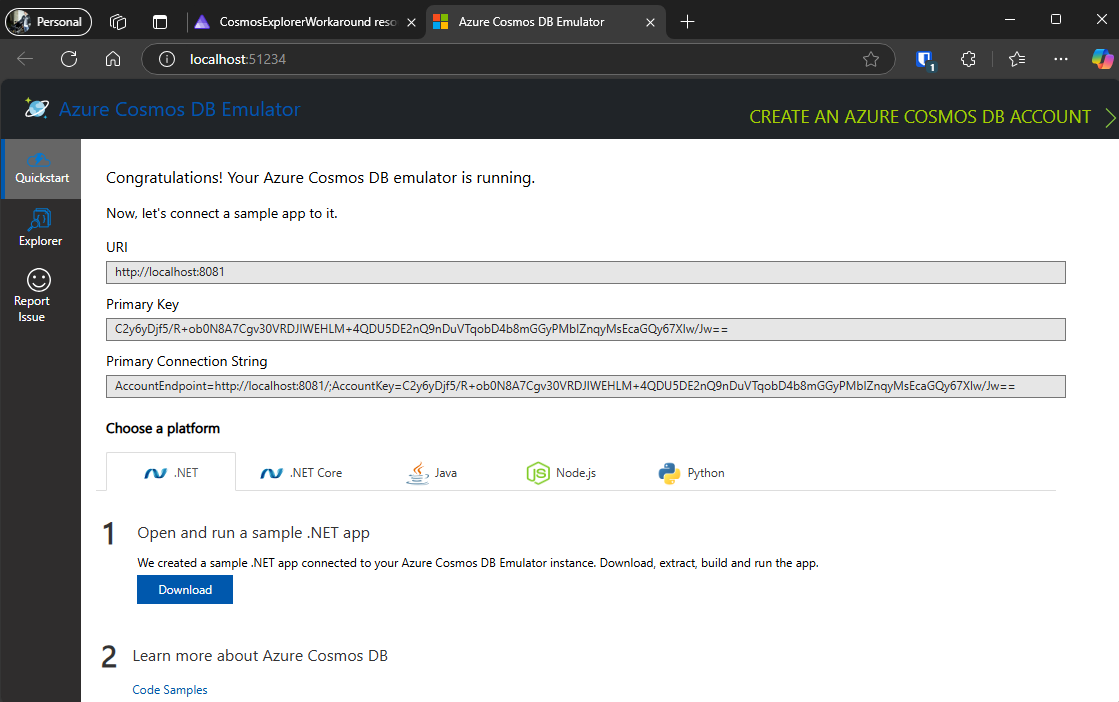 Personal
CosmosExplorerWorkaround reso
Azure Cosmos DB Emulator
localhost:51234
1
Azure Cosmos DB Emulator
CREATE AN AZURE COSMOS DB ACCOUNT
Quickstart
Explorer
Report
Issue
Congratulations! Your Azure Cosmos DB emulator is running.
Now, let's connect a sample app to it.
URI
http://localhost:8081
Primary Key
C2y6yDjf5/R+ob0N8A7Cgv30VRDJIWEHLM+4QDU5DE2nQ9nDuVTqobD4b8mGGyPMbIZnqyMsEcaGQy67XIw/Jw==
Primary Connection String
AccountEndpoint=http://localhost:8081/;AccountKey=C2y6yDjf5/R+ob0N8A7Cgv30VRDJIWEHLM+4QDU5DE2nQ9nDuVTqobD4b8mGGyPMbIZnqyMsEcaGQy67XIw/Jw==
Choose a platform
.NET
.NET Core
Java
Node.js
Python
1 Open and run a sample .NET app
We created a sample .NET app connected to your Azure Cosmos DB Emulator instance. Download, extract, build and run the app.
Download
2 Learn more about Azure Cosmos DB
Code Samples